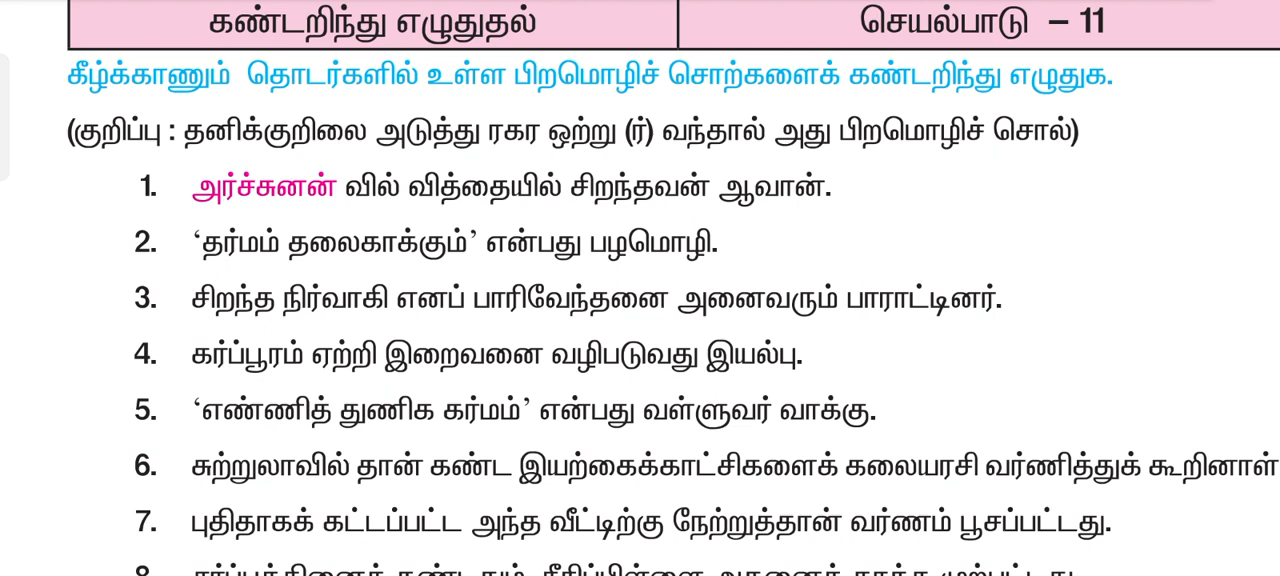 கண்டறிந்து எழுதுதல் செயல்பாடு – 11
கீழ்க்காணும் தொடர்களில் உள்ள பிறமொழிச் சொற்களைக் கண்டறிந்து எழுதுக.
(குறிப்பு : தனிக்குறிலை அடுத்து ரகர ஒற்று (ர்) வந்தால் அது பிறமொழிச் சொல்)
1. அர்ச்சுனன் வில் வித்தையில் சிறந்தவன் ஆவான்.
2. ‘தர்மம் தலைகாக்கும்’ என்பது பழமொழி.
3. சிறந்த நிர்வாகி எனப் பாரிவேந்தனை அனைவரும் பாராட்டினர்.
4. கர்ப்பூரம் ஏற்றி இறைவனை வழிபடுவது இயல்பு.
5. ‘எண்ணித் துணிக கர்மம்’ என்பது வள்ளுவர் வாக்கு.
6. சுற்றுலாவில் தான் கண்ட இயற்கைக்காட்சிகளைக் கலையரசி வர்ணித்துக் கூறினாள்
7. புதிதாகக் கட்டப்பட்ட அந்த வீட்டிற்கு நேற்றுத்தான் வர்ணம் பூசப்பட்டது.
8.